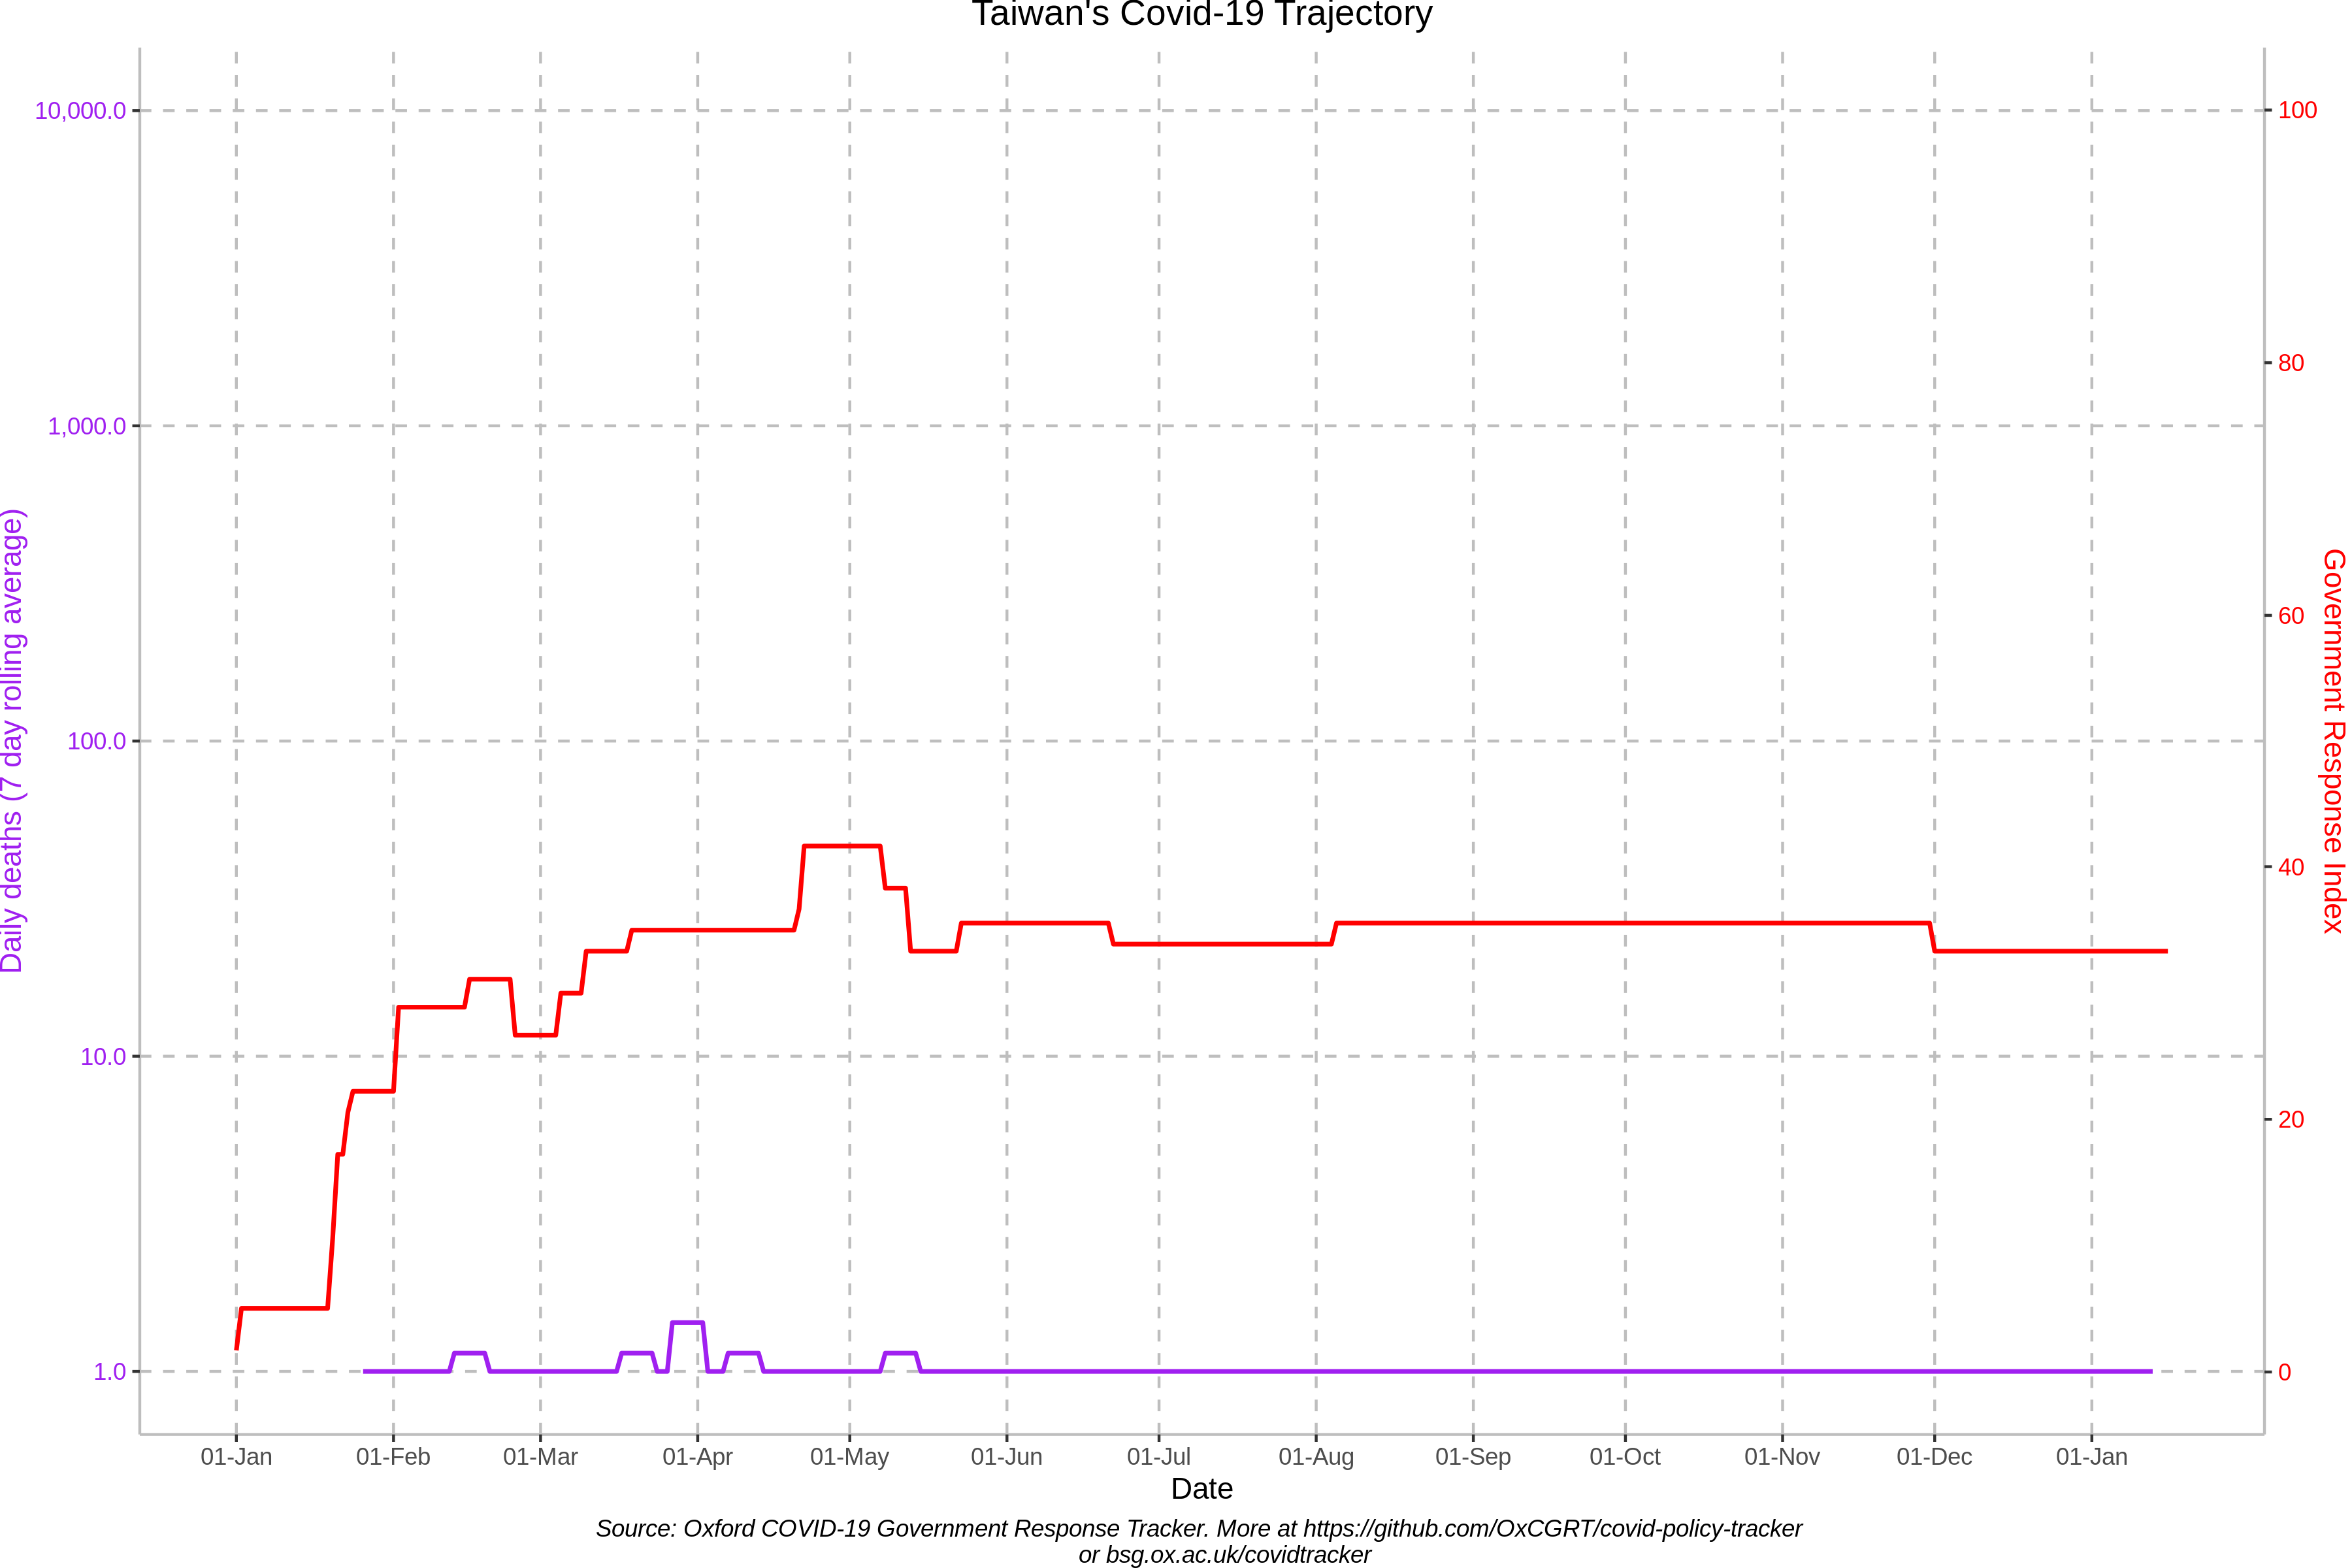 Taiwan's Covid-19 Trajectory
Daily deaths (7 day rolling average)
10,000.0
1,000.0
100.0
10.0
1.0
100
80
60
40
20
0
Government Response Index
01-Jan
01-Feb
01-Mar
01-Apr
01-May
01-Jun
01-Jul
01-Aug
01-Sep
01-Oct
01-Nov
01-Dec
01-Jan
Date
Source: Oxford COVID-19 Government Response Tracker. More at https://github.com/OxCGRT/covid-policy-tracker
or bsg.ox.ac.uk/covidtracker